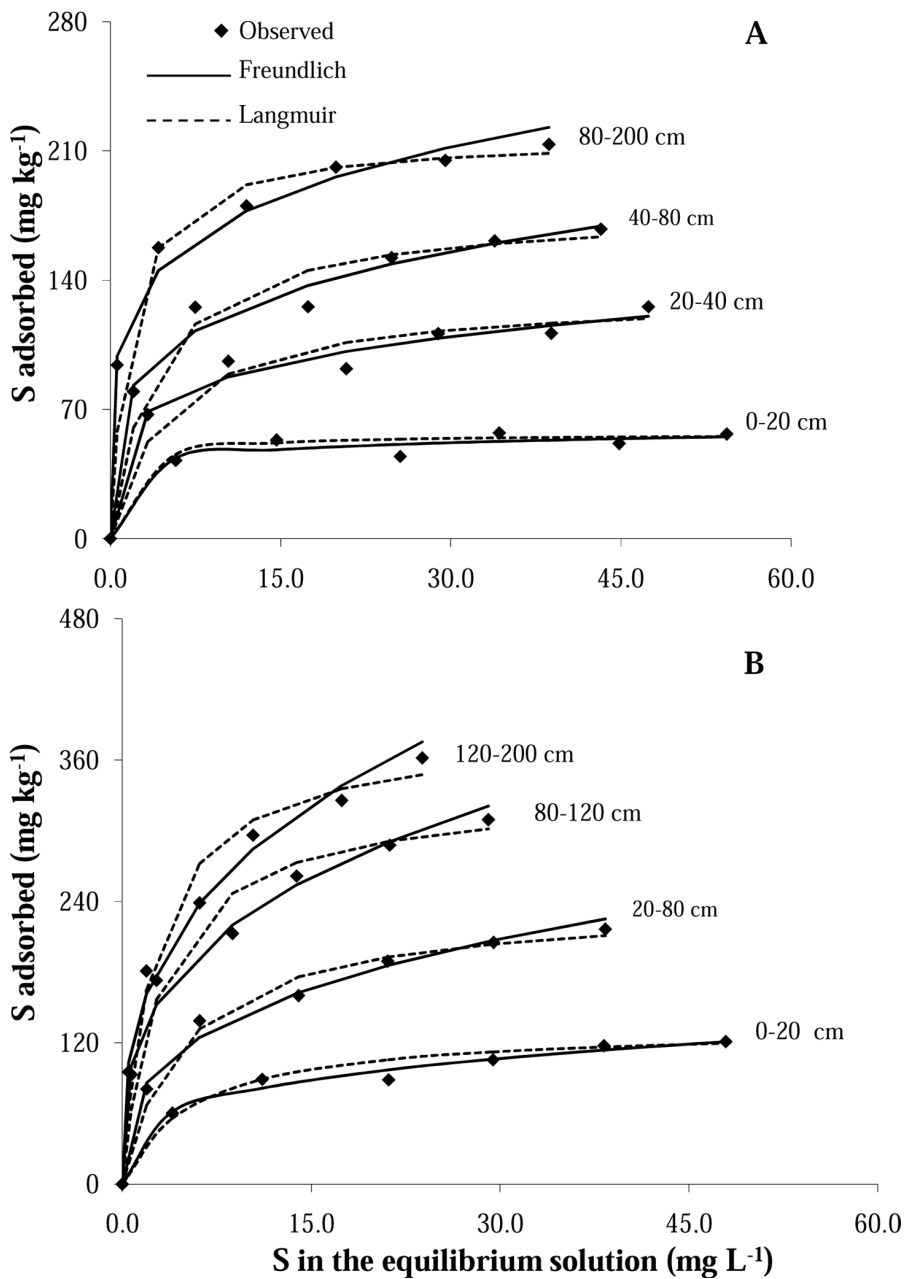 280
A
Observed
Freundlich
Langmuir
210
80-200 cm
40-80 cm
140
20-40 cm
70
0-20 cm
0
0.0 15.0 30.0 45.0 60.0
S adsorbed (mg kg⁻¹)
480
B
360
120-200 cm
80-120 cm
240
20-80 cm
120
0-20 cm
0
0.0 15.0 30.0 45.0 60.0
S adsorbed (mg kg⁻¹)
S in the equilibrium solution (mg L⁻¹)